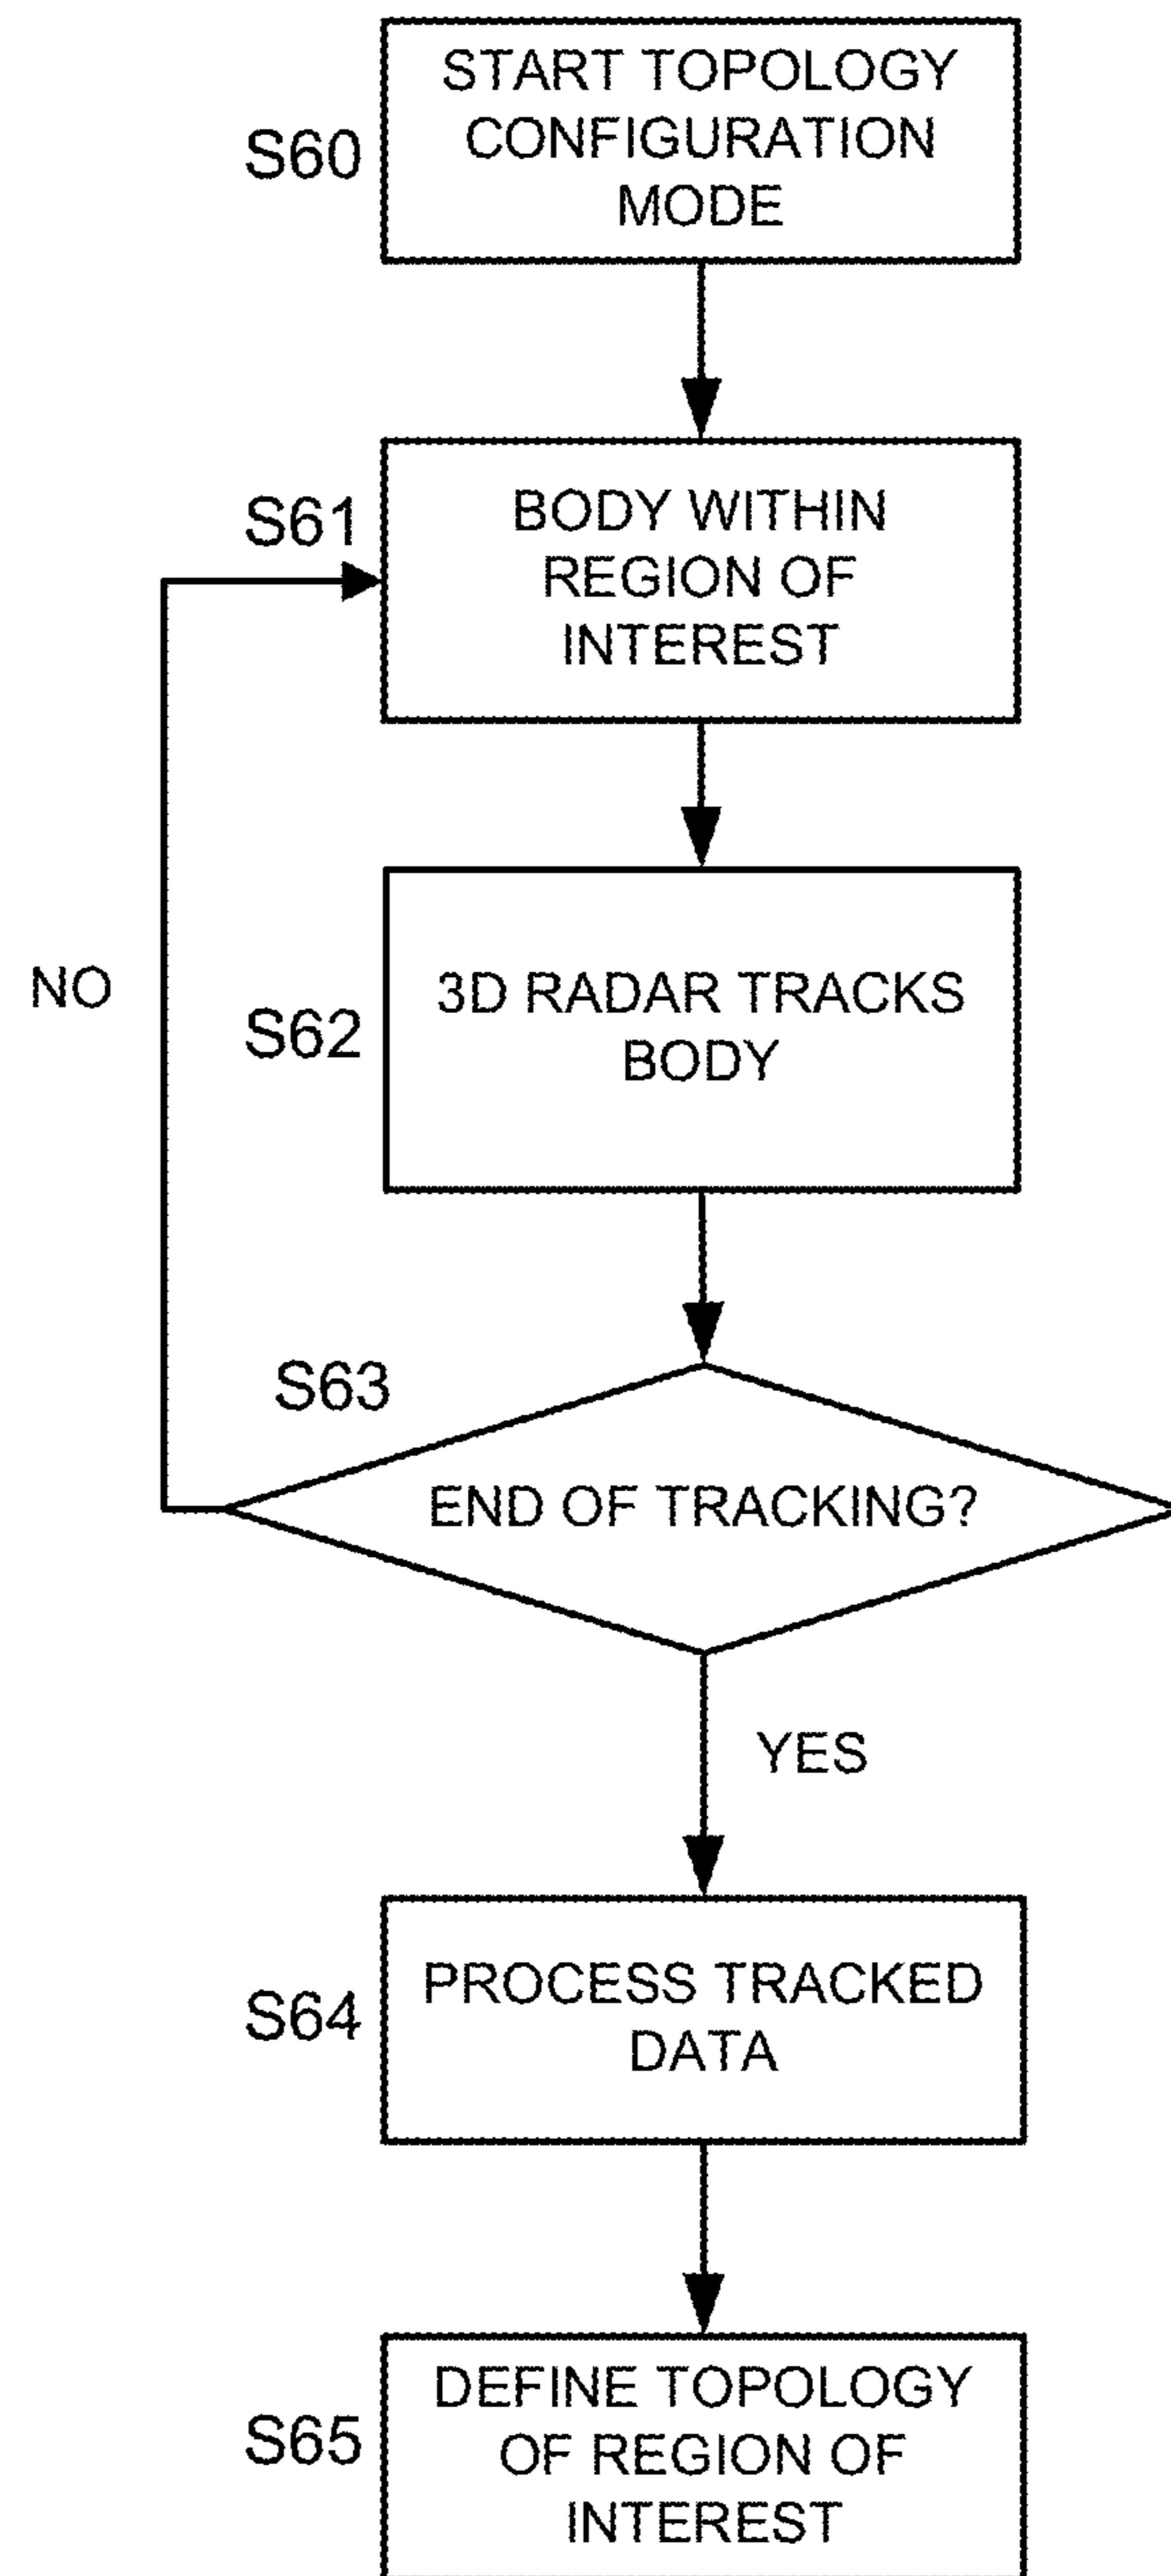 START TOPOLOGY
CONFIGURATION
MODE
S60
BODY WITHIN
REGION OF
INTEREST
S61
3D RADAR TRACKS
BODY
S62
NO
S63
END OF TRACKING?
YES
PROCESS TRACKED
DATA
S64
DEFINE TOPOLOGY
OF REGION OF
INTEREST
S65